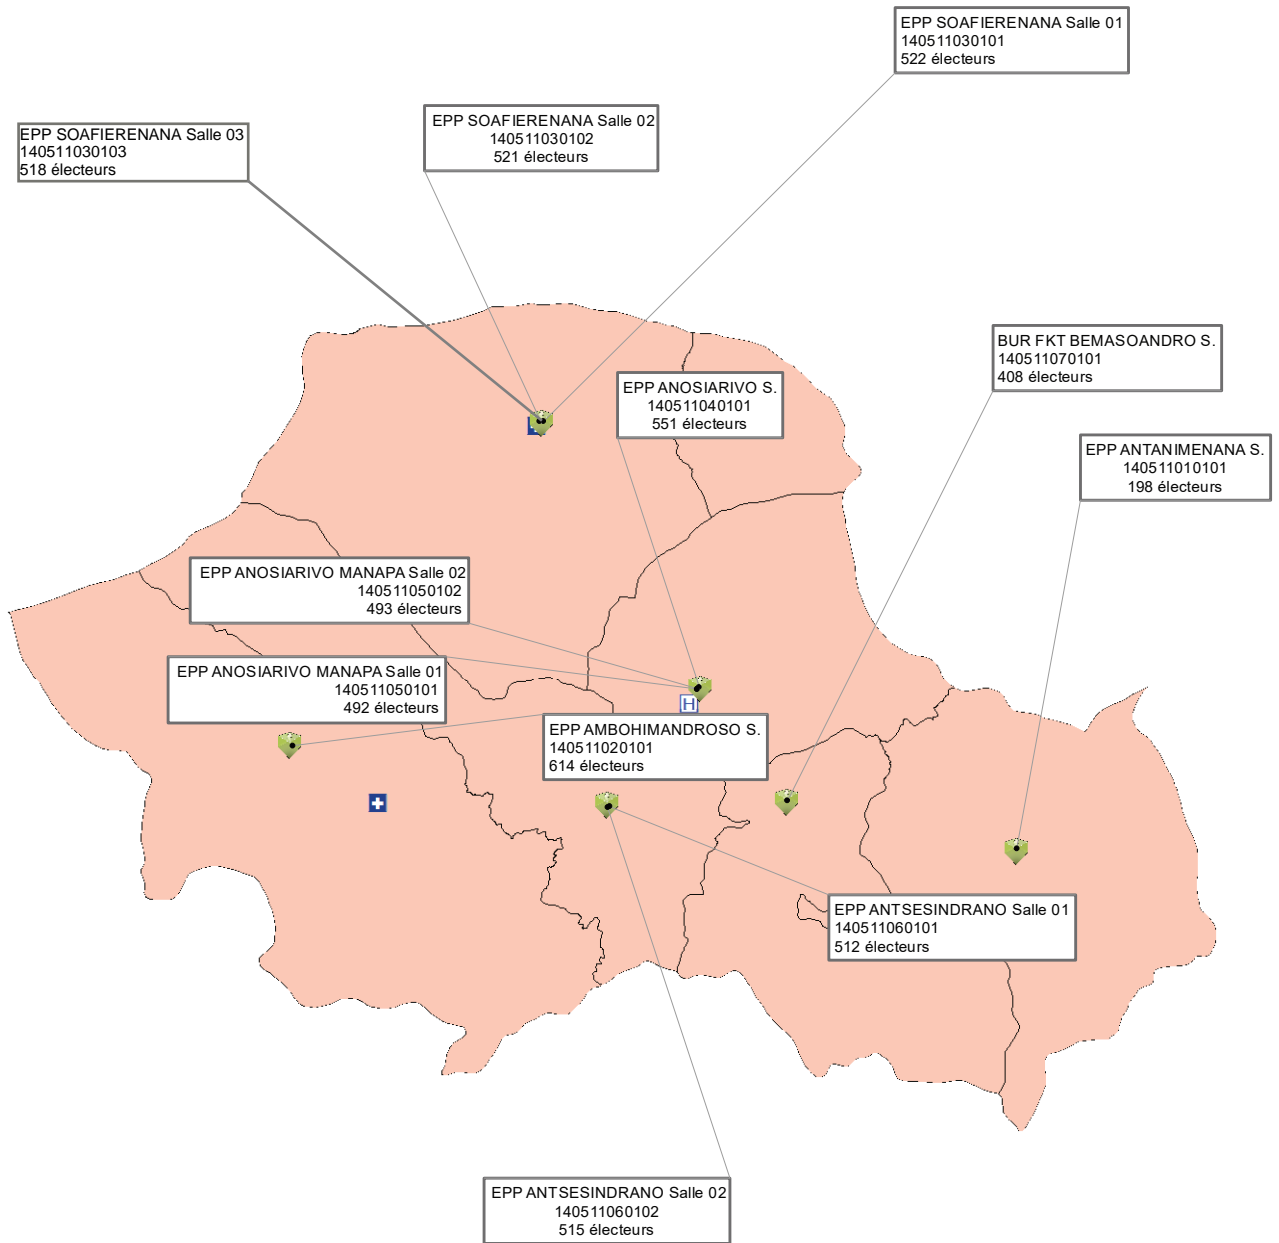 EPP SOAFIERENANA Salle 01
140511030101
522 électeurs
EPP SOAFIERENANA Salle 02
140511030102
521 électeurs
EPP SOAFIERENANA Salle 03
140511030103
518 électeurs
BUR FKT BEMASOANDRO S.
140511070101
408 électeurs
EPP ANOSIARIVO S.
140511040101
551 électeurs
EPP ANTANIMENANA S.
140511010101
198 électeurs
EPP ANOSIARIVO MANAPA Salle 02
140511050102
493 électeurs
EPP ANOSIARIVO MANAPA Salle 01
140511050101
492 électeurs
H
EPP AMBOHIMANDROSO S.
140511020101
614 électeurs
EPP ANTSESINDRANO Salle 01
140511060101
512 électeurs
EPP ANTSESINDRANO Salle 02
140511060102
515 électeurs